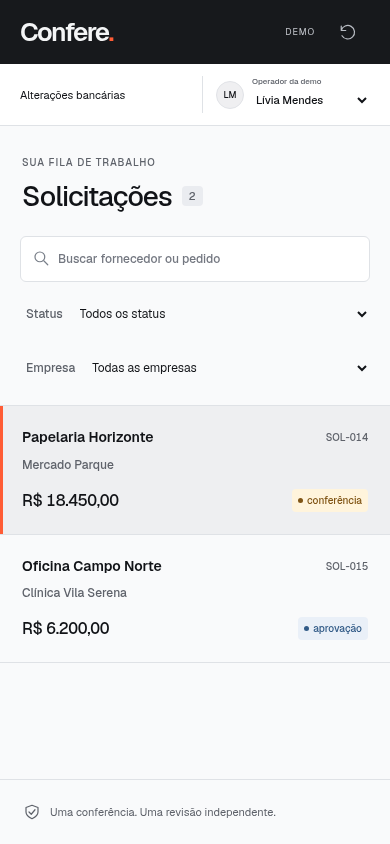 Confere.
DEMO
Alterações bancárias
LM
Operador da demo
Lívia Mendes
SUA FILA DE TRABALHO
Solicitações 2
Buscar fornecedor ou pedido
Status Todos os status
Empresa Todas as empresas
Papelaria Horizonte SOL-014
Mercado Parque
R$ 18.450,00 conferência
Oficina Campo Norte SOL-015
Clínica Vila Serena
R$ 6.200,00 aprovação
Uma conferência. Uma revisão independente.